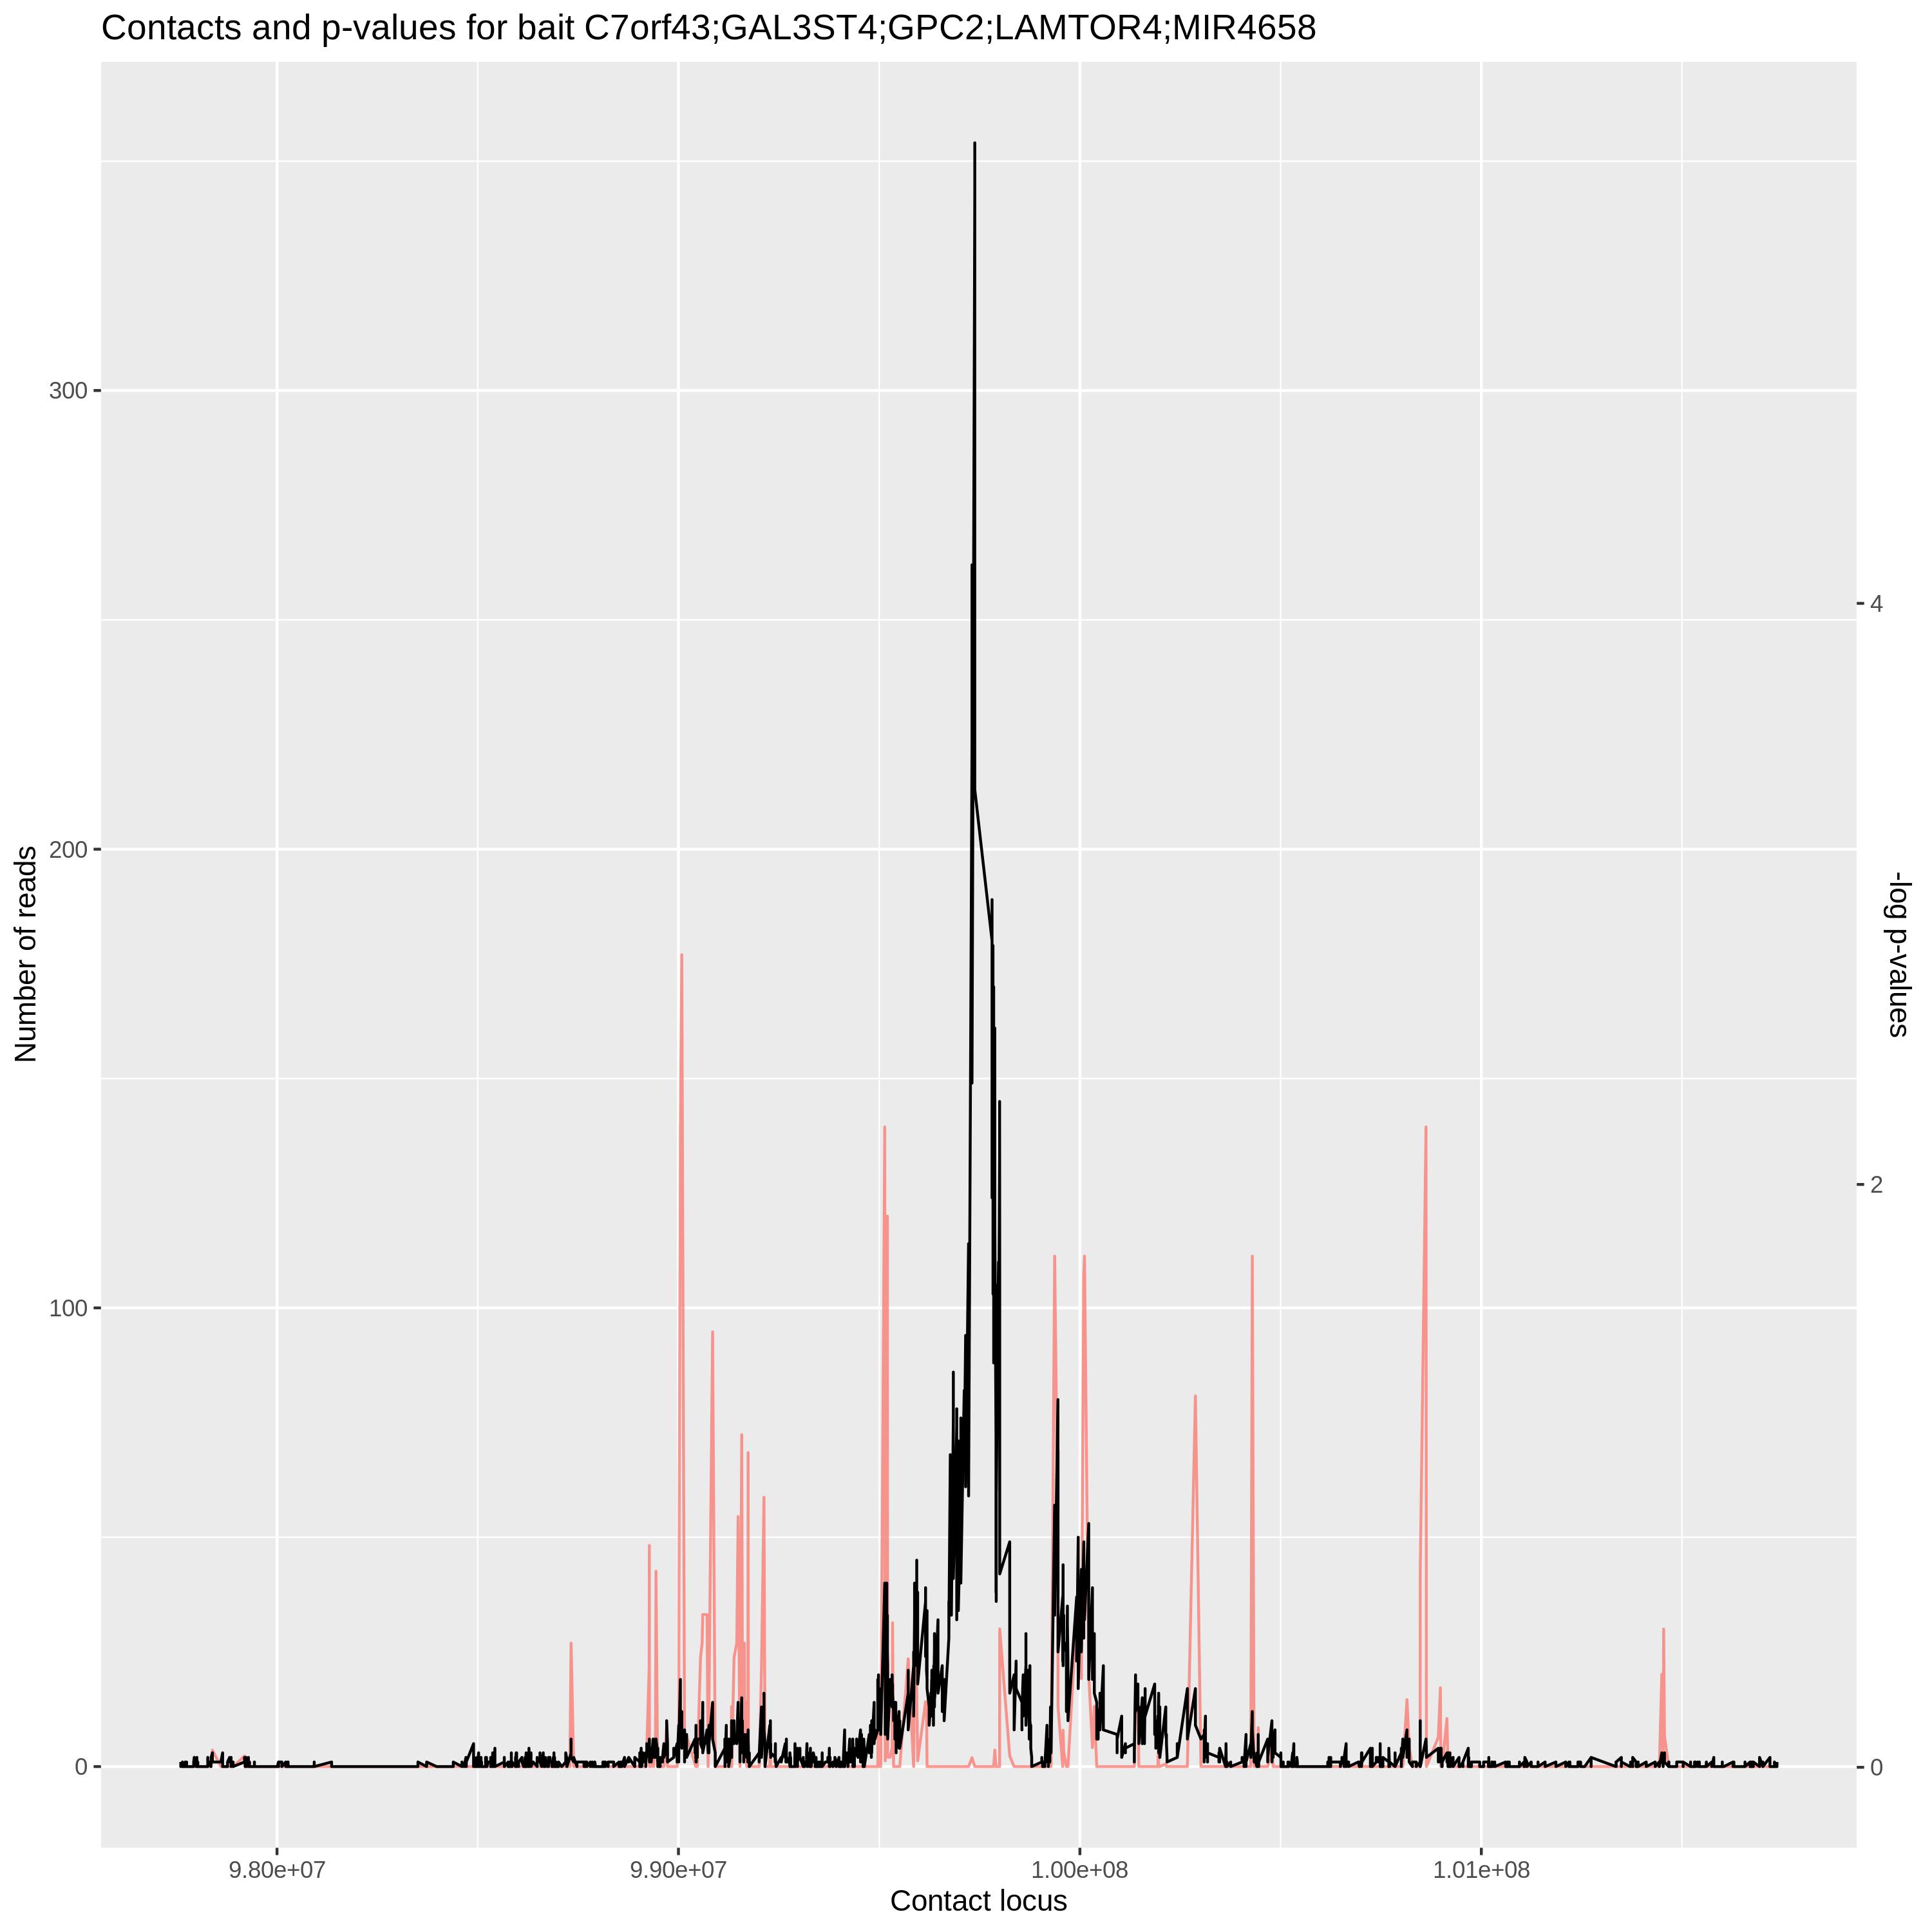 Contacts and p-values for bait C7orf43;GAL3ST4;GPC2;LAMTOR4;MIR4658
Number of reads
300
200
100
0
4
2
0
-log p-values
9.80e+07
9.90e+07
1.00e+08
1.01e+08
Contact locus